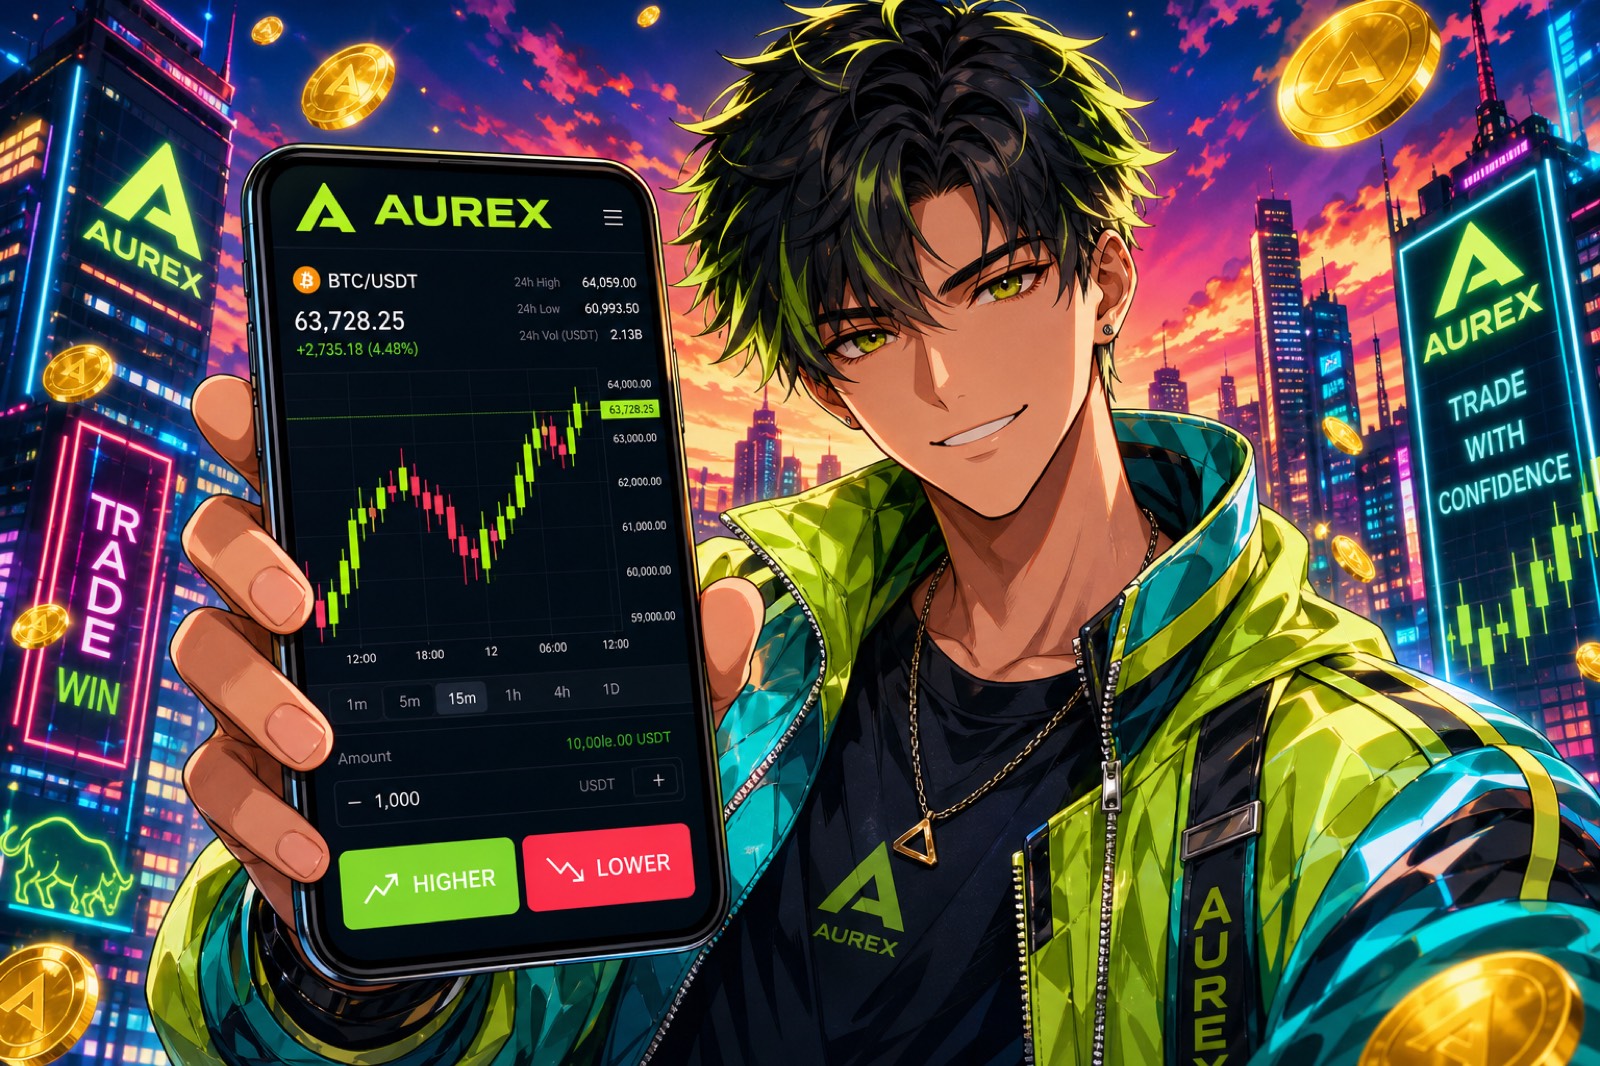 AUREX
TRADE
WIN
AUREX
BTC/USDT
63,728.25
+2,735.18 (4.48%)
24h High 64,059.00
24h Low 60,993.50
24h Vol (USDT) 2.13B
64,000.00
63,728.25
63,000.00
62,000.00
61,000.00
60,000.00
59,000.00
12:00 18:00 12 06:00 12:00
1m 5m 15m 1h 4h 1D
Amount
USDT
− 1,000 USDT +
HIGHER
LOWER
AUREX
AUREX
AUREX
TRADE
WITH
CONFIDENCE